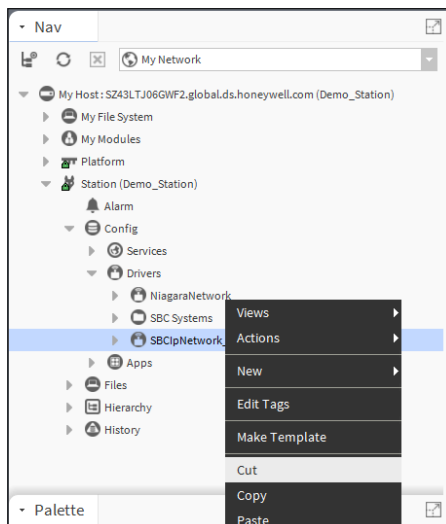 Nav
My Network
My Host : SZ43LTJ06GWF2.global.ds.honeywell.com (Demo_Station)
My File System
My Modules
Platform
Station (Demo_Station)
Alarm
Config
Services
Drivers
NiagaraNetwork
SBC Systems
SBCIpNetwork_
Apps
Files
Hierarchy
History
Views
Actions
New
Edit Tags
Make Template
Cut
Copy
Paste
Palette